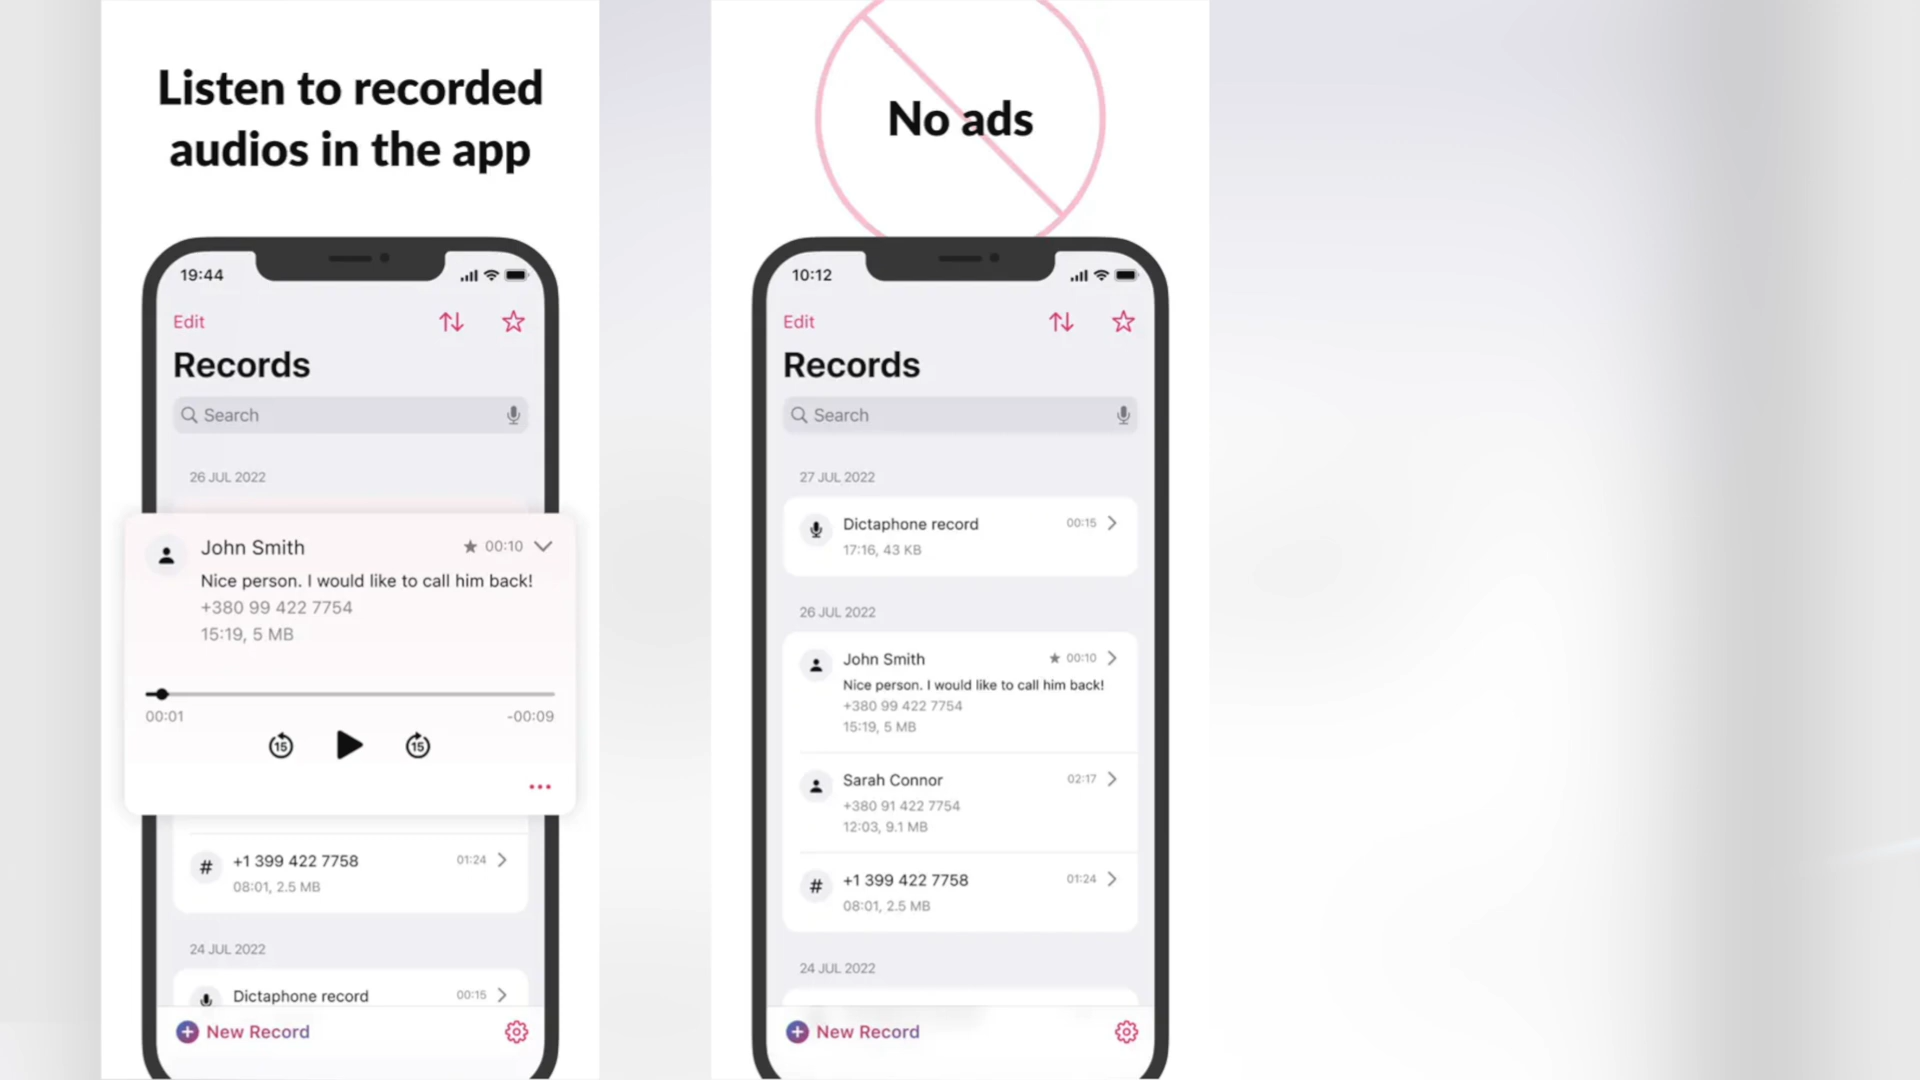 Listen to recorded
audios in the app
19:44
Edit
Records
Search
26 JUL 2022
John Smith
00:10
Nice person. I would like to call him back!
+380 99 422 7754
15:19, 5 MB
00:01
-00:09
15
15
# +1 399 422 7758
01:24
08:01, 2.5 MB
24 JUL 2022
Dictaphone record
00:15
New Record
No ads
10:12
Edit
Records
Search
27 JUL 2022
Dictaphone record
00:15
17:16, 43 KB
26 JUL 2022
John Smith
00:10
Nice person. I would like to call him back!
+380 99 422 7754
15:19, 5 MB
Sarah Connor
02:17
+380 91 422 7754
12:03, 9.1 MB
# +1 399 422 7758
01:24
08:01, 2.5 MB
24 JUL 2022
New Record